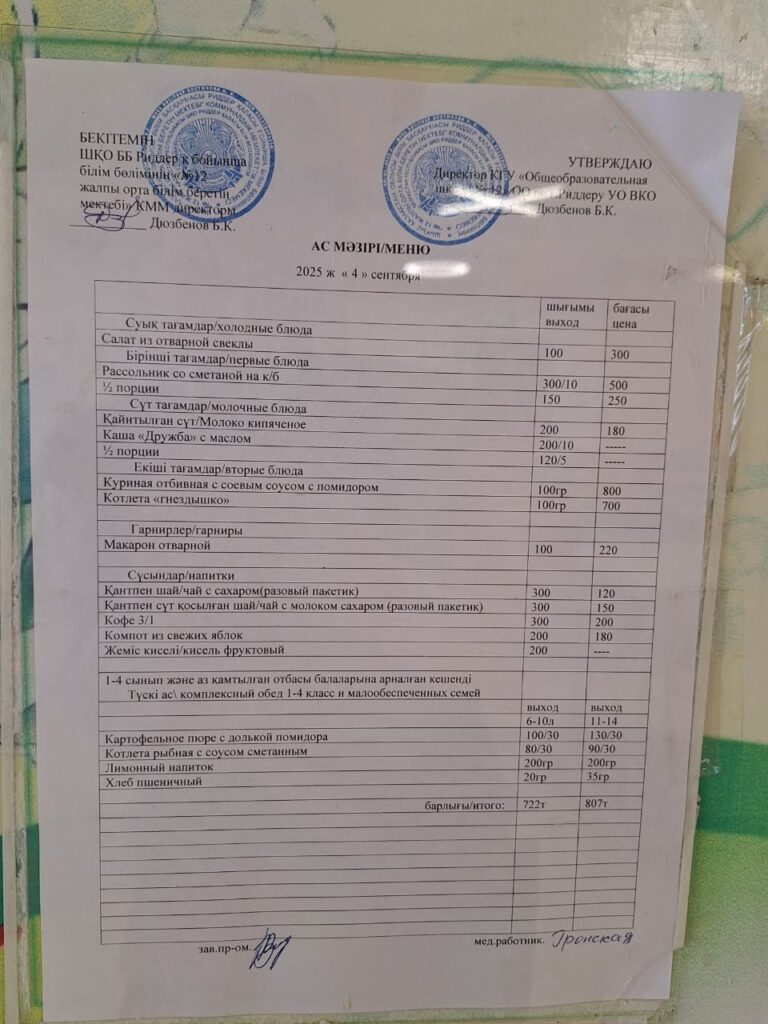 БЕКІТЕМІН
ШҚО ББ Риддер қ бойынша
білім бөлімінің «№12
жалпы орта білім беретін
мектебі» КММ директоры
Дюзбенов Б.К.
УТВЕРЖДАЮ
Директор КГУ «Общеобразовательная
№ 12» ОО по г.Риддеру УО ВКО
Дюзбенов Б.К.
АС МӘЗІРІ/МЕНЮ
2025 ж « 4 » сентября
шығымы бағасы
выход цена
Суық тағамдар/холодные блюда
Салат из отварной свеклы 100 300
Бірінші тағамдар/первые блюда
Рассольник со сметаной на к/б 300/10 500
½ порции 150 250
Сүт тағамдар/молочные блюда
Қайнтылған сүт/Молоко кипяченое 200 180
Каша «Дружба» с маслом 200/10 -----
½ порции 120/5 -----
Екіші тағамдар/вторые блюда
Куриная отбивная с соевым соусом с помидором 100гр 800
Котлета «гнездышко» 100гр 700
Гарнирлер/гарниры
Макарон отварной 100 220
Сусындар/напитки
Қантпен шай/чай с сахаром(разовый пакетик) 300 120
Қантпен сүт қосылған шай/чай с молоком сахаром (разовый пакетик) 300 150
Кофе 3/1 300 200
Компот из свежих яблок 200 180
Жеміс киселі/кисель фруктовый 200 ----
1-4 сынып және аз қамтылған отбасы балаларына арналған кешенді
Түскі ас\ комплексный обед 1-4 класс и малообеспеченных семей
выход выход
6-10л 11-14
Картофельное пюре с долькой помидора 100/30 130/30
Котлета рыбная с соусом сметанным 80/30 90/30
Лимонный напиток 200гр 200гр
Хлеб пшеничный 20гр 35гр
барлығы/итого: 722т 807т
зав.пр-ом.
мед.работник. Гронская